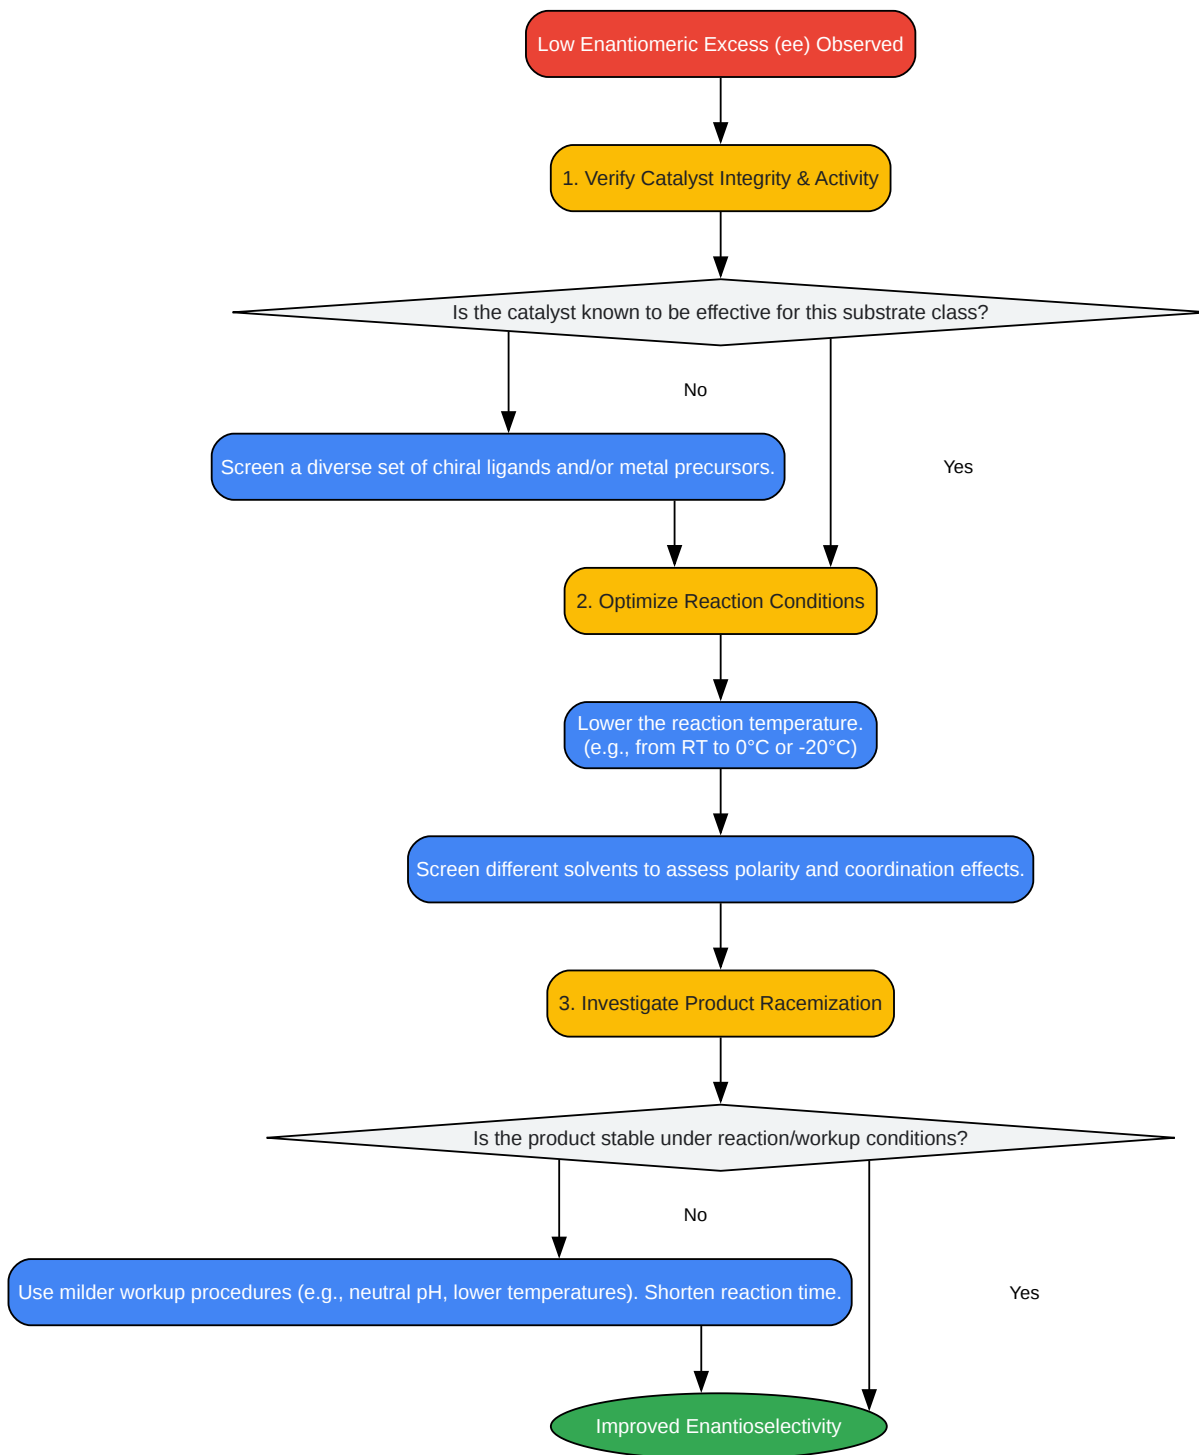 Low Enantiomeric Excess (ee) Observed
1. Verify Catalyst Integrity & Activity
Is the catalyst known to be effective for this substrate class?
No
Screen a diverse set of chiral ligands and/or metal precursors.
Yes
2. Optimize Reaction Conditions
Lower the reaction temperature.
(e.g., from RT to 0°C or -20°C)
Screen different solvents to assess polarity and coordination effects.
3. Investigate Product Racemization
Is the product stable under reaction/workup conditions?
No
Use milder workup procedures (e.g., neutral pH, lower temperatures). Shorten reaction time.
Yes
Improved Enantioselectivity